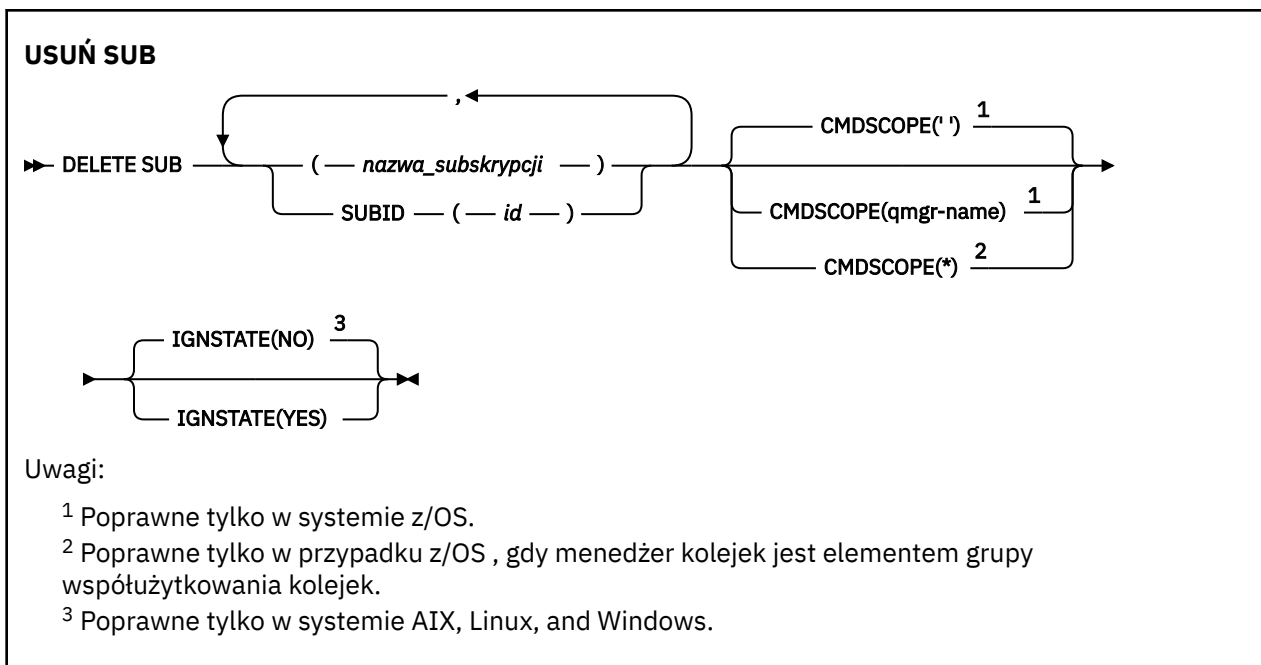 USUŃ SUB
,
DELETE SUB ( nazwa_subskrypcji )
SUBID ( id )
CMDSCOPE(' ') 1
CMDSCOPE(qmgr-name) 1
CMDSCOPE(*) 2
IGNSTATE(NO) 3
IGNSTATE(YES)
Uwagi:
1 Poprawne tylko w systemie z/OS.
2 Poprawne tylko w przypadku z/OS , gdy menedżer kolejek jest elementem grupy
współużytkowania kolejek.
3 Poprawne tylko w systemie AIX, Linux, and Windows.